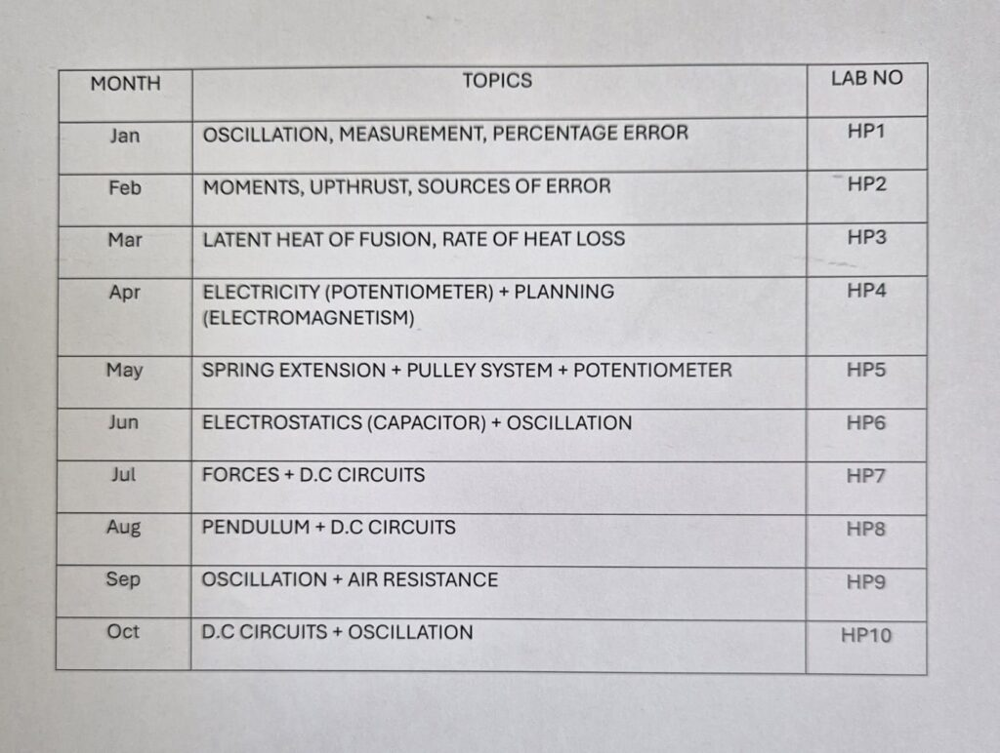 MONTH TOPICS LAB NO
Jan OSCILLATION, MEASUREMENT, PERCENTAGE ERROR HP1
Feb MOMENTS, UPTHRUST, SOURCES OF ERROR HP2
Mar LATENT HEAT OF FUSION, RATE OF HEAT LOSS HP3
Apr ELECTRICITY (POTENTIOMETER) + PLANNING HP4
(ELECTROMAGNETISM)
May SPRING EXTENSION + PULLEY SYSTEM + POTENTIOMETER HP5
Jun ELECTROSTATICS (CAPACITOR) + OSCILLATION HP6
Jul FORCES + D.C CIRCUITS HP7
Aug PENDULUM + D.C CIRCUITS HP8
Sep OSCILLATION + AIR RESISTANCE HP9
Oct D.C CIRCUITS + OSCILLATION HP10